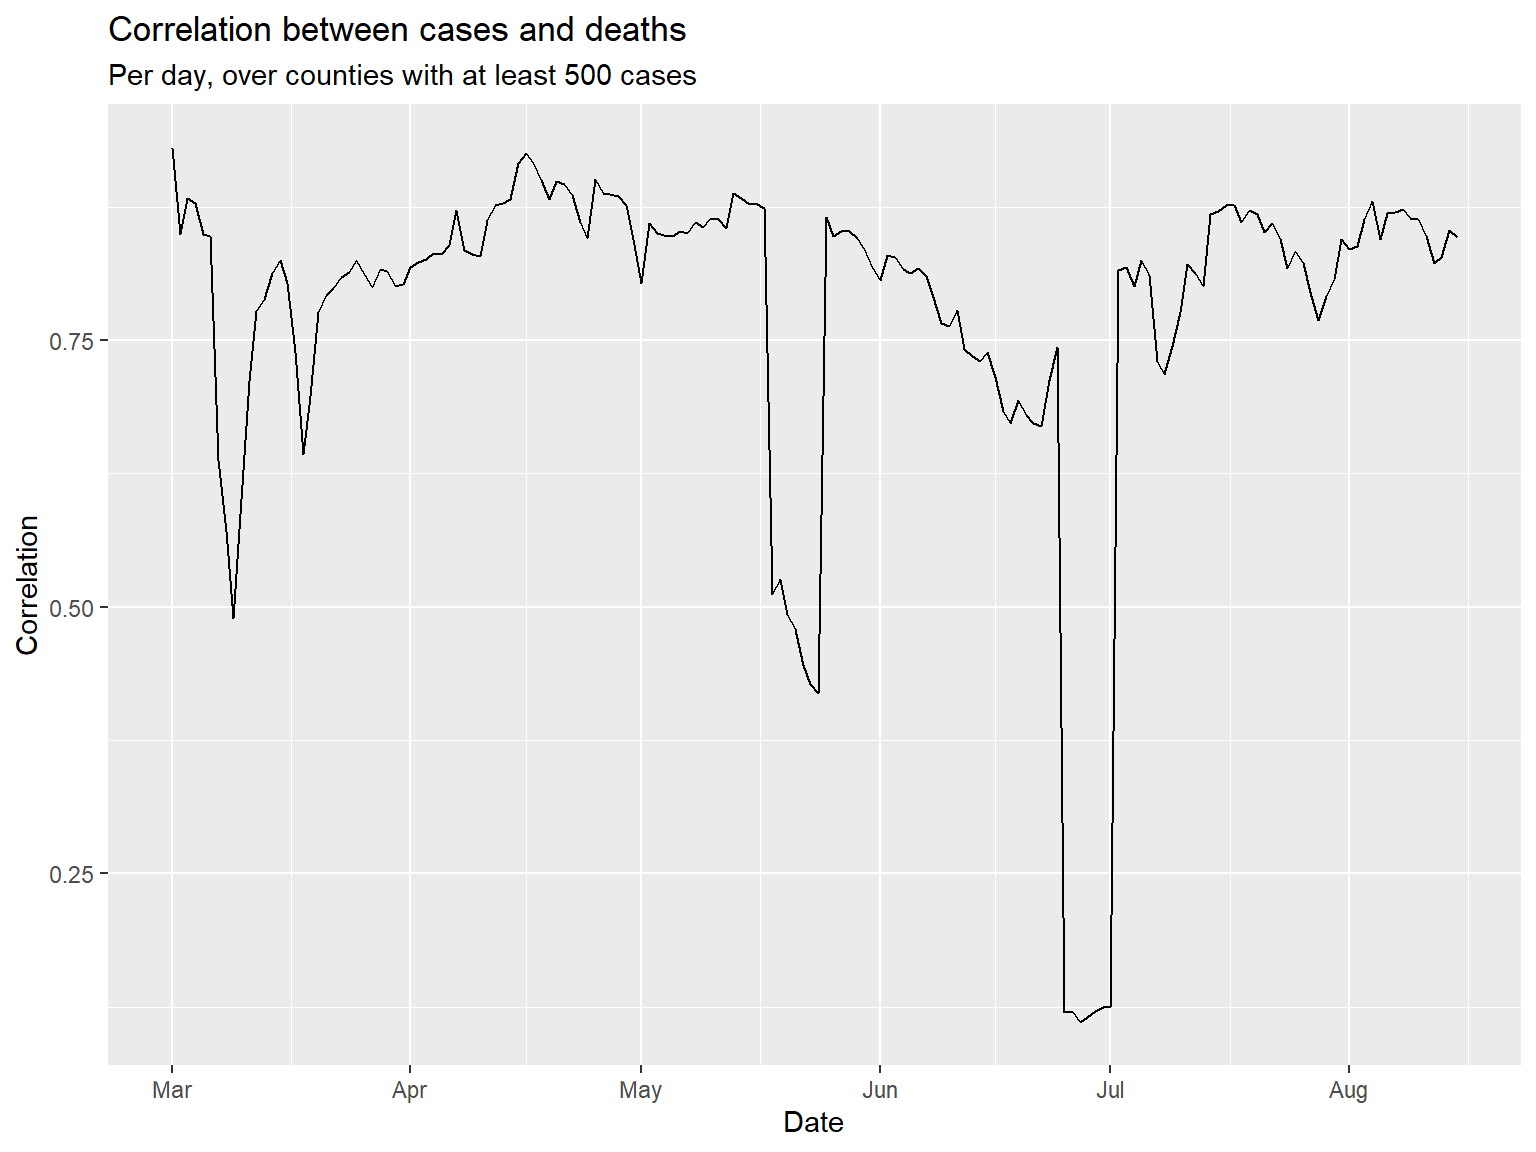 Correlation between cases and deaths
Per day, over counties with at least 500 cases
Correlation
0.75
0.50
0.25
Mar
Apr
May
Jun
Jul
Aug
Date